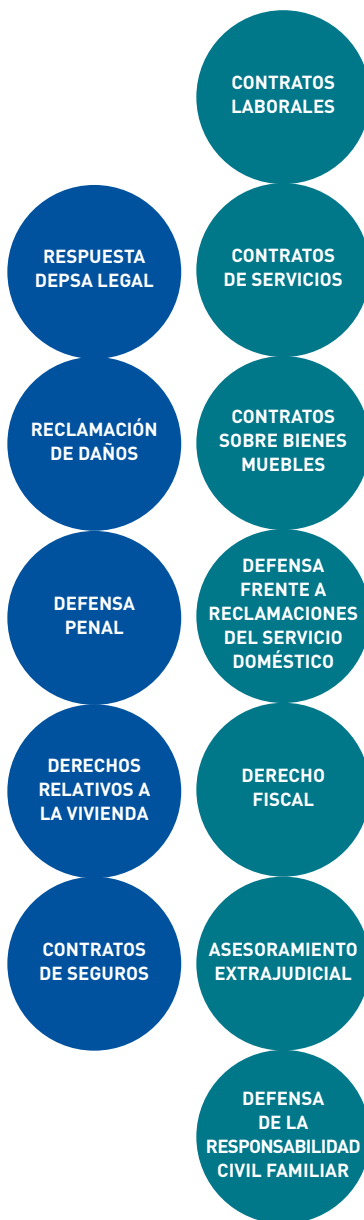 RESPUESTA
DEPSA LEGAL
RECLAMACIÓN
DE DAÑOS
DEFENSA
PENAL
DERECHOS
RELATIVOS A
LA VIVIENDA
CONTRATOS
DE SEGUROS
CONTRATOS
LABORALES
CONTRATOS
DE SERVICIOS
CONTRATOS
SOBRE BIENES
MUEBLES
DEFENSA
FRENTE A
RECLAMACIONES
DEL SERVICIO
DOMÉSTICO
DERECHO
FISCAL
ASESORAMIENTO
EXTRAJUDICIAL
DEFENSA
DE LA
RESPONSABILIDAD
CIVIL FAMILIAR